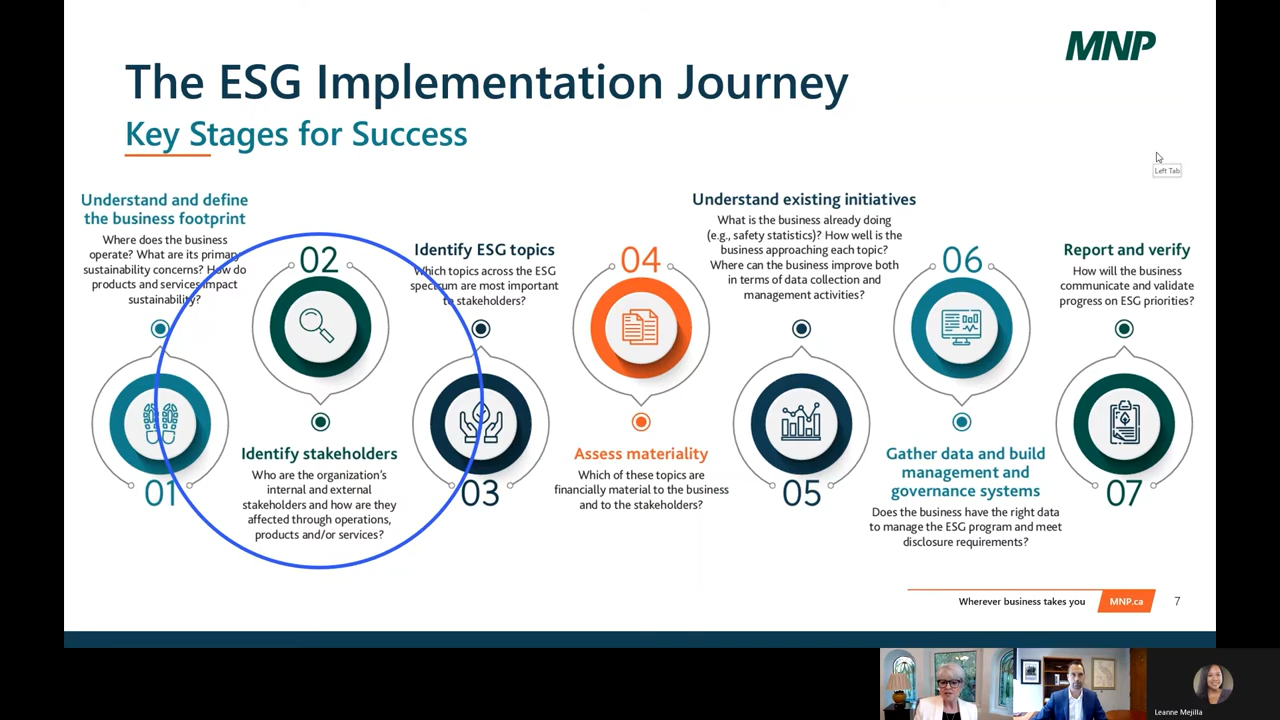 MNP
The ESG Implementation Journey
Key Stages for Success
Left Tab
Understand and define
the business footprint
Where does the business
operate? What are its primary
sustainability concerns? How do
products and services impact
sustainability?
01
02
Identify stakeholders
Who are the organization's
internal and external
stakeholders and how are they
affected through operations,
products and/or services?
Identify ESG topics
Which topics across the ESG
spectrum are most important
to stakeholders?
03
04
Assess materiality
Which of these topics are
financially material to the business
and to the stakeholders?
Understand existing initiatives
What is the business already doing
(e.g., safety statistics)? How well is the
business approaching each topic?
Where can the business improve both
in terms of data collection and
management activities?
05
06
Gather data and build
management and
governance systems
Does the business have the right data
to manage the ESG program and meet
disclosure requirements?
Report and verify
How will the business
communicate and validate
progress on ESG priorities?
07
Wherever business takes you
MNP.ca
7
Leanne Mejilla